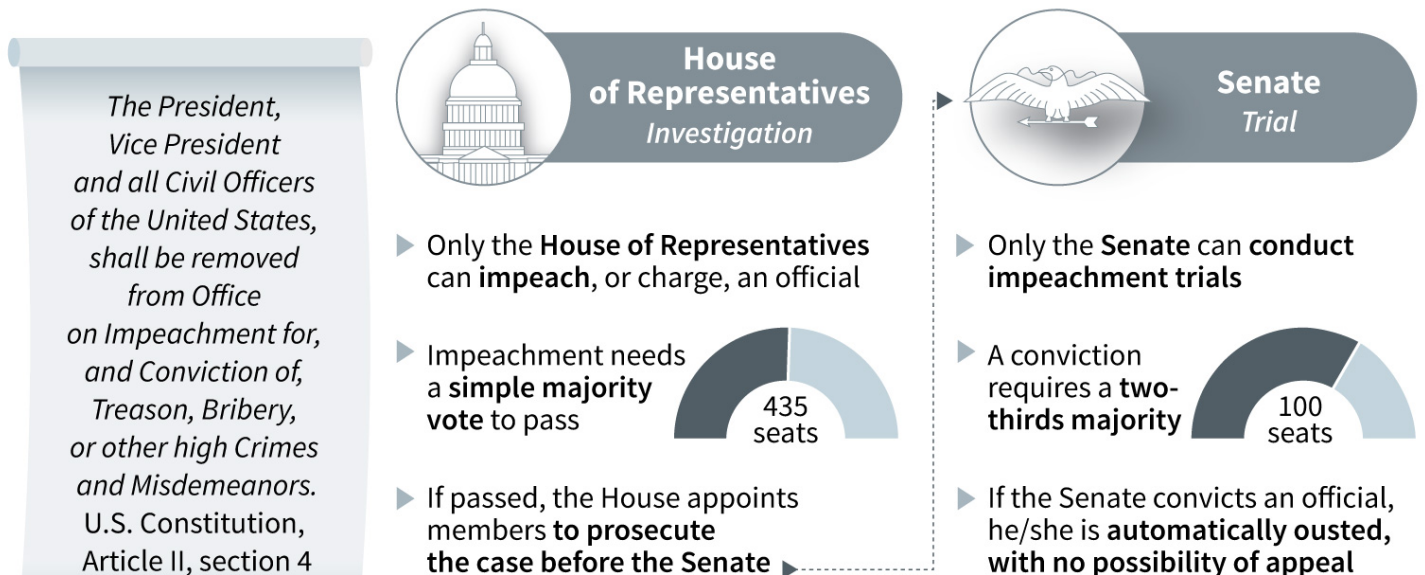 The President,
Vice President
and all Civil Officers
of the United States,
shall be removed
from Office
on Impeachment for,
and Conviction of,
Treason, Bribery,
or other high Crimes
and Misdemeanors.
U.S. Constitution,
Article II, section 4
House
of Representatives
Investigation
Only the House of Representatives
can impeach, or charge, an official
Impeachment needs
a simple majority
vote to pass
435
seats
If passed, the House appoints
members to prosecute
the case before the Senate
Senate
Trial
Only the Senate can conduct
impeachment trials
A conviction
requires a two-
thirds majority
100
seats
If the Senate convicts an official,
he/she is automatically ousted,
with no possibility of appeal